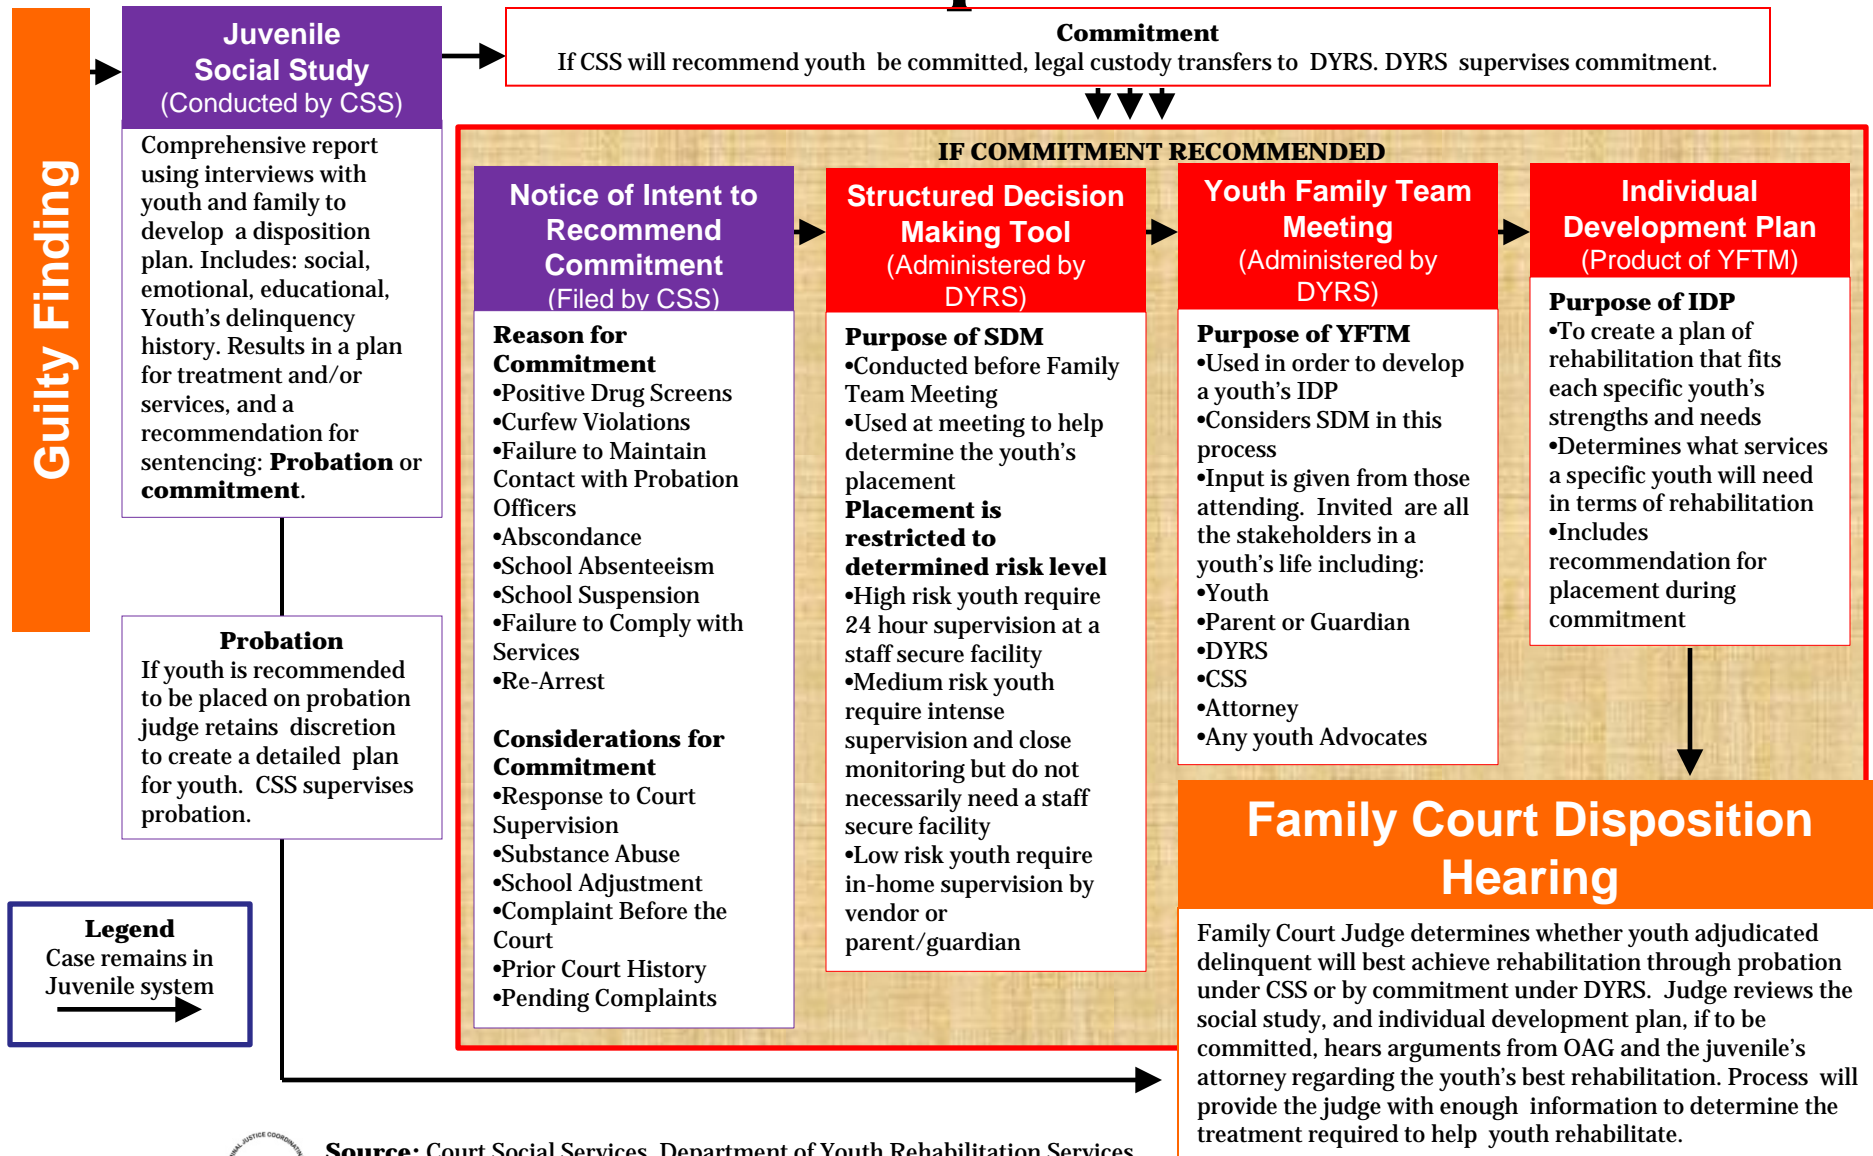 Guilty Finding
Juvenile
Social Study
(Conducted by CSS)
Comprehensive report
using interviews with
youth and family to
develop a disposition
plan. Includes: social,
emotional, educational,
Youth's delinquency
history. Results in a plan
for treatment and/or
services, and a
recommendation for
sentencing: Probation or
commitment.
Probation
If youth is recommended
to be placed on probation
judge retains discretion
to create a detailed plan
for youth. CSS supervises
probation.
Legend
Case remains in
Juvenile system
Commitment
If CSS will recommend youth be committed, legal custody transfers to DYRS. DYRS supervises commitment.
IF COMMITMENT RECOMMENDED
Notice of Intent to
Recommend
Commitment
(Filed by CSS)
Reason for
Commitment
•Positive Drug Screens
•Curfew Violations
•Failure to Maintain
Contact with Probation
Officers
•Abscondance
•School Absenteeism
•School Suspension
•Failure to Comply with
Services
•Re-Arrest
Considerations for
Commitment
•Response to Court
Supervision
•Substance Abuse
•School Adjustment
•Complaint Before the
Court
•Prior Court History
•Pending Complaints
Structured Decision
Making Tool
(Administered by
DYRS)
Purpose of SDM
•Conducted before Family
Team Meeting
•Used at meeting to help
determine the youth's
placement
Placement is
restricted to
determined risk level
•High risk youth require
24 hour supervision at a
staff secure facility
•Medium risk youth
require intense
supervision and close
monitoring but do not
necessarily need a staff
secure facility
•Low risk youth require
in-home supervision by
vendor or
parent/guardian
Youth Family Team
Meeting
(Administered by
DYRS)
Purpose of YFTM
•Used in order to develop
a youth's IDP
•Considers SDM in this
process
•Input is given from those
attending. Invited are all
the stakeholders in a
youth's life including:
•Youth
•Parent or Guardian
•DYRS
•CSS
•Attorney
•Any youth Advocates
Individual
Development Plan
(Product of YFTM)
Purpose of IDP
•To create a plan of
rehabilitation that fits
each specific youth's
strengths and needs
•Determines what services
a specific youth will need
in terms of rehabilitation
•Includes
recommendation for
placement during
commitment
Family Court Disposition
Hearing
Family Court Judge determines whether youth adjudicated
delinquent will best achieve rehabilitation through probation
under CSS or by commitment under DYRS. Judge reviews the
social study, and individual development plan, if to be
committed, hears arguments from OAG and the juvenile's
attorney regarding the youth's best rehabilitation. Process will
provide the judge with enough information to determine the
treatment required to help youth rehabilitate.
JUSTICE
Source: Court Social Services, Department of Youth Rehabilitation Services